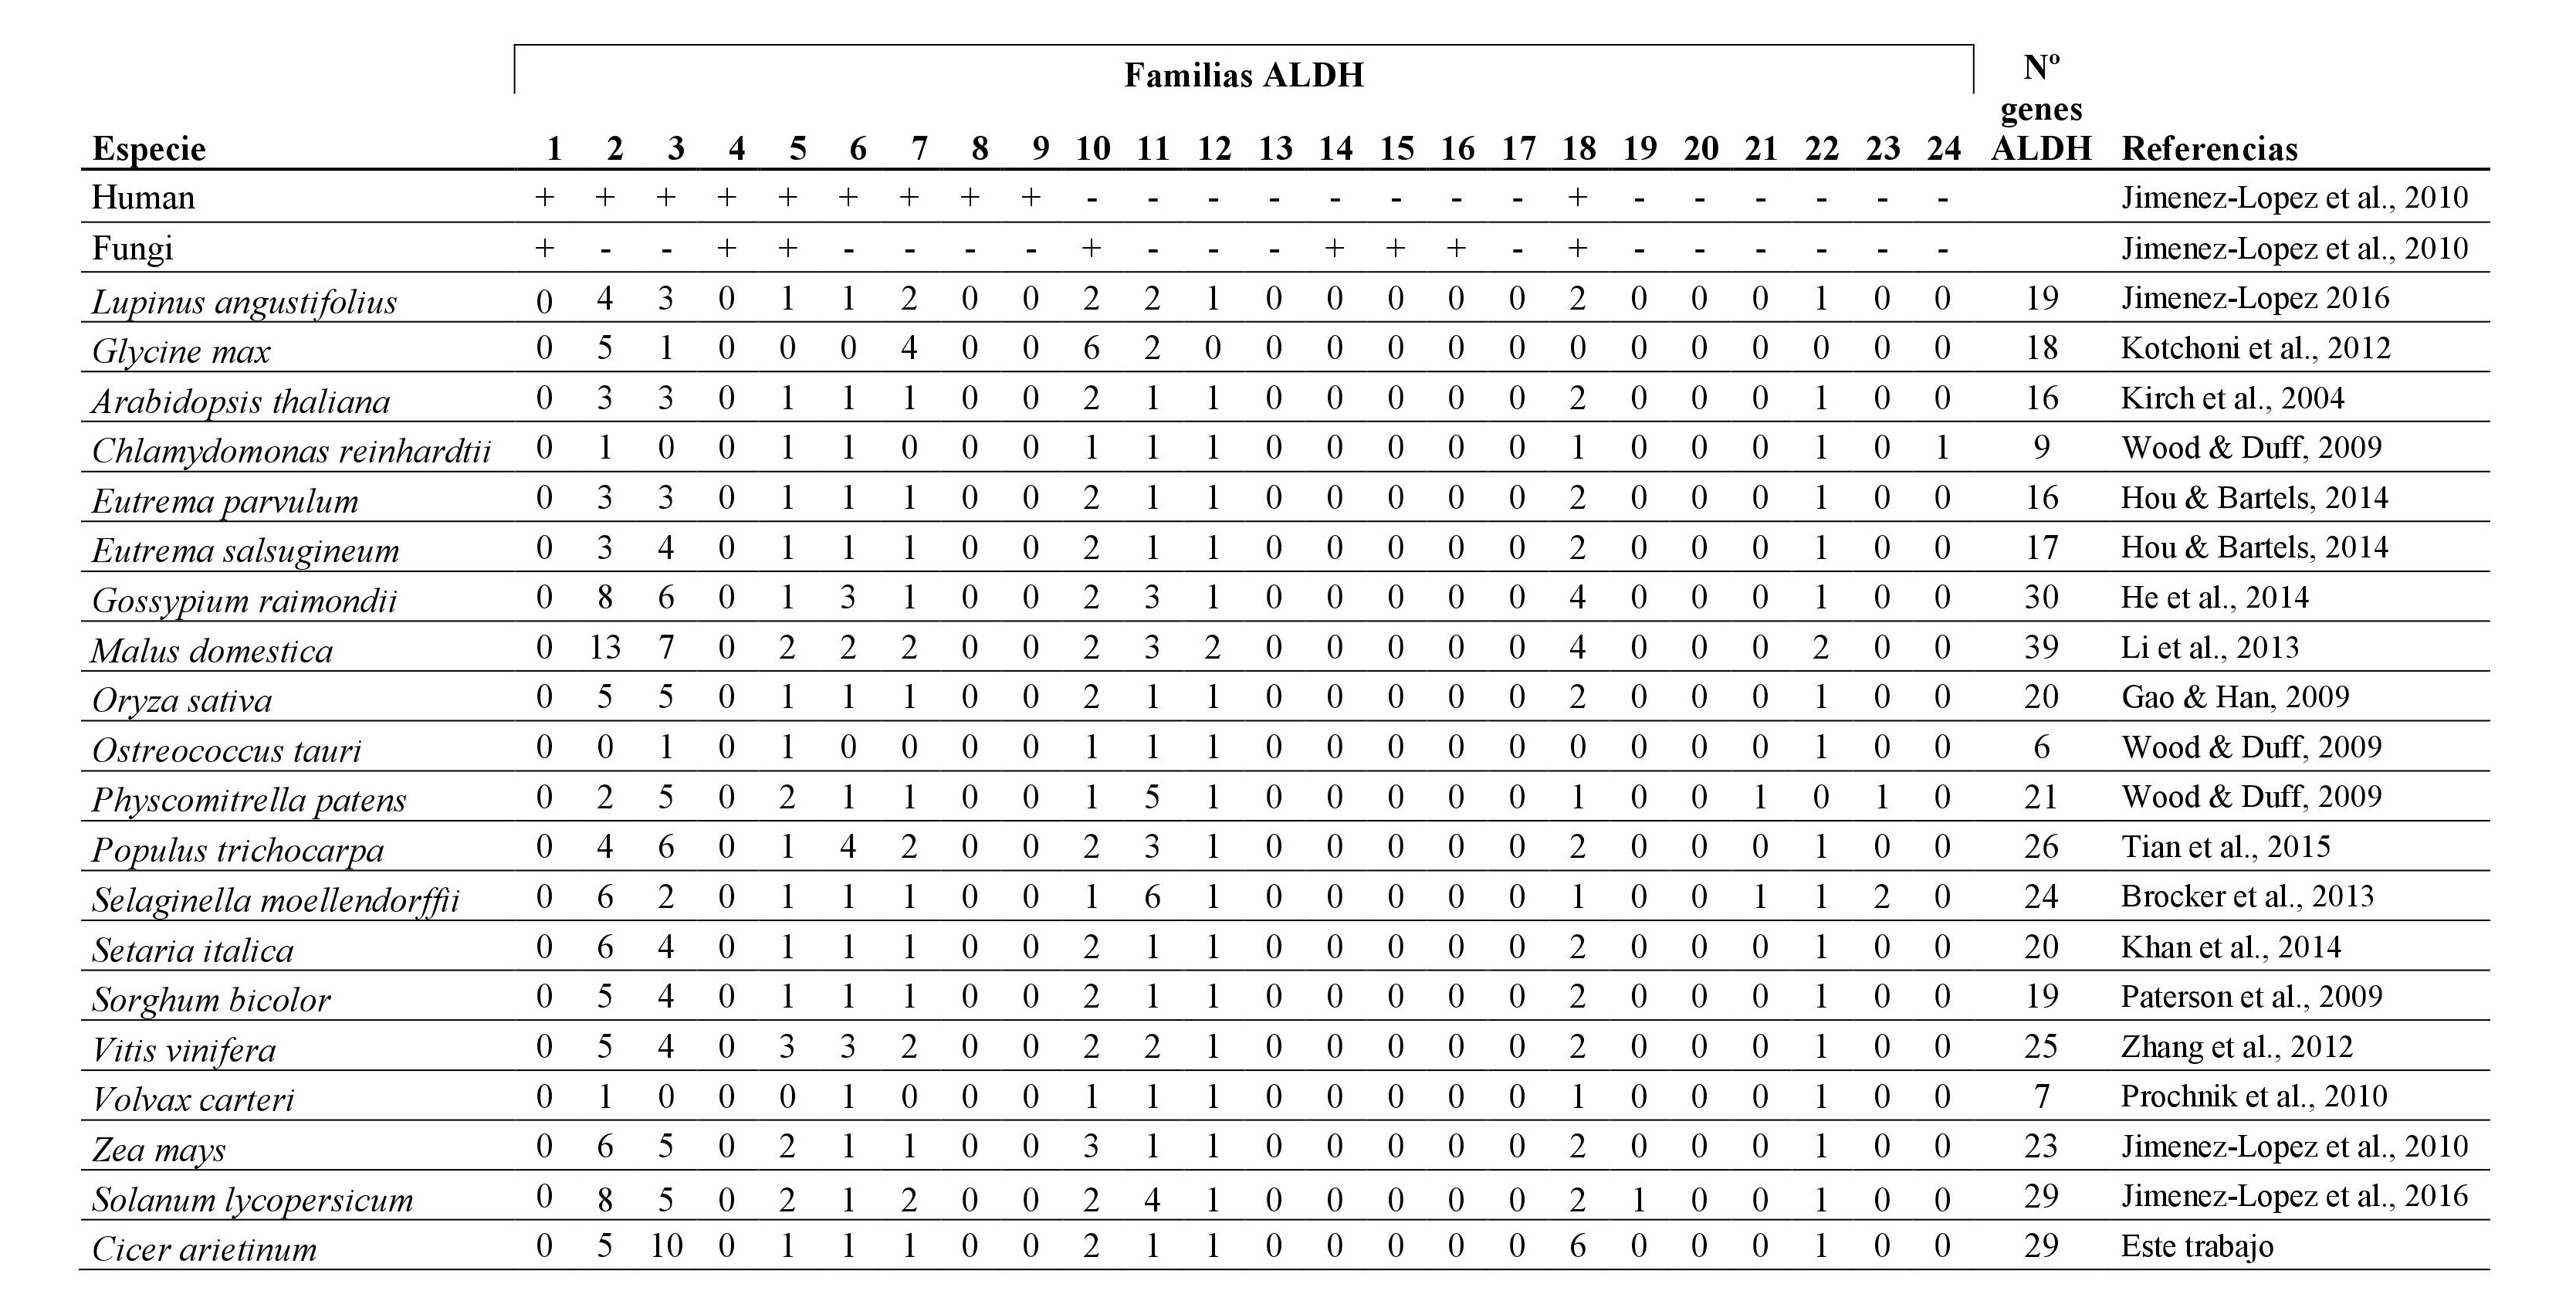 Familias ALDH Nº genes ALDH
Especie 1 2 3 4 5 6 7 8 9 10 11 12 13 14 15 16 17 18 19 20 21 22 23 24 Referencias
Human + + + + + + + + + - - - - - - - - + - - - - - - Jimenez-Lopez et al., 2010
Fungi + - - + + - - - - + - - - + + + - + - - - - - - Jimenez-Lopez et al., 2010
Lupinus angustifolius 0 4 3 0 1 1 2 0 0 2 2 1 0 0 0 0 0 2 0 0 0 1 0 0 19 Jimenez-Lopez 2016
Glycine max 0 5 1 0 0 0 4 0 0 6 2 0 0 0 0 0 0 0 0 0 0 0 0 0 18 Kotchoni et al., 2012
Arabidopsis thaliana 0 3 3 0 1 1 1 0 0 2 1 1 0 0 0 0 0 2 0 0 0 1 0 0 16 Kirch et al., 2004
Chlamydomonas reinhardtii 0 1 0 0 1 1 0 0 0 1 1 1 0 0 0 0 0 1 0 0 0 1 0 1 9 Wood & Duff, 2009
Eutrema parvulum 0 3 3 0 1 1 1 0 0 2 1 1 0 0 0 0 0 2 0 0 0 1 0 0 16 Hou & Bartels, 2014
Eutrema salsugineum 0 3 4 0 1 1 1 0 0 2 1 1 0 0 0 0 0 2 0 0 0 1 0 0 17 Hou & Bartels, 2014
Gossypium raimondii 0 8 6 0 1 3 1 0 0 2 3 1 0 0 0 0 0 4 0 0 0 1 0 0 30 He et al., 2014
Malus domestica 0 13 7 0 2 2 2 0 0 2 3 2 0 0 0 0 0 4 0 0 0 2 0 0 39 Li et al., 2013
Oryza sativa 0 5 5 0 1 1 1 0 0 2 1 1 0 0 0 0 0 2 0 0 0 1 0 0 20 Gao & Han, 2009
Ostreococcus tauri 0 0 1 0 1 0 0 0 0 1 1 1 0 0 0 0 0 0 0 0 0 1 0 0 6 Wood & Duff, 2009
Physcomitrella patens 0 2 5 0 2 1 1 0 0 1 5 1 0 0 0 0 0 1 0 0 1 0 1 0 21 Wood & Duff, 2009
Populus trichocarpa 0 4 6 0 1 4 2 0 0 2 3 1 0 0 0 0 0 2 0 0 0 1 0 0 26 Tian et al., 2015
Selaginella moellendorffii 0 6 2 0 1 1 1 0 0 1 6 1 0 0 0 0 0 1 0 0 1 1 2 0 24 Brocker et al., 2013
Setaria italica 0 6 4 0 1 1 1 0 0 2 1 1 0 0 0 0 0 2 0 0 0 1 0 0 20 Khan et al., 2014
Sorghum bicolor 0 5 4 0 1 1 1 0 0 2 1 1 0 0 0 0 0 2 0 0 0 1 0 0 19 Paterson et al., 2009
Vitis vinifera 0 5 4 0 3 3 2 0 0 2 2 1 0 0 0 0 0 2 0 0 0 1 0 0 25 Zhang et al., 2012
Volvax carteri 0 1 0 0 0 1 0 0 0 1 1 1 0 0 0 0 0 1 0 0 0 1 0 0 7 Prochnik et al., 2010
Zea mays 0 6 5 0 2 1 1 0 0 3 1 1 0 0 0 0 0 2 0 0 0 1 0 0 23 Jimenez-Lopez et al., 2010
Solanum lycopersicum 0 8 5 0 2 1 2 0 0 2 4 1 0 0 0 0 0 2 1 0 0 1 0 0 29 Jimenez-Lopez et al., 2016
Cicer arietinum 0 5 10 0 1 1 1 0 0 2 1 1 0 0 0 0 0 6 0 0 0 1 0 0 29 Este trabajo